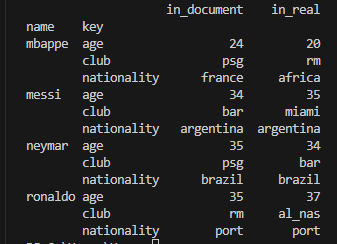 in_document in_real
name key
mbappe age 24 20
club psg rm
nationality france africa
messi age 34 35
club bar miami
nationality argentina argentina
neymar age 35 34
club psg bar
nationality brazil brazil
ronaldo age 35 37
club rm al_nas
nationality port port